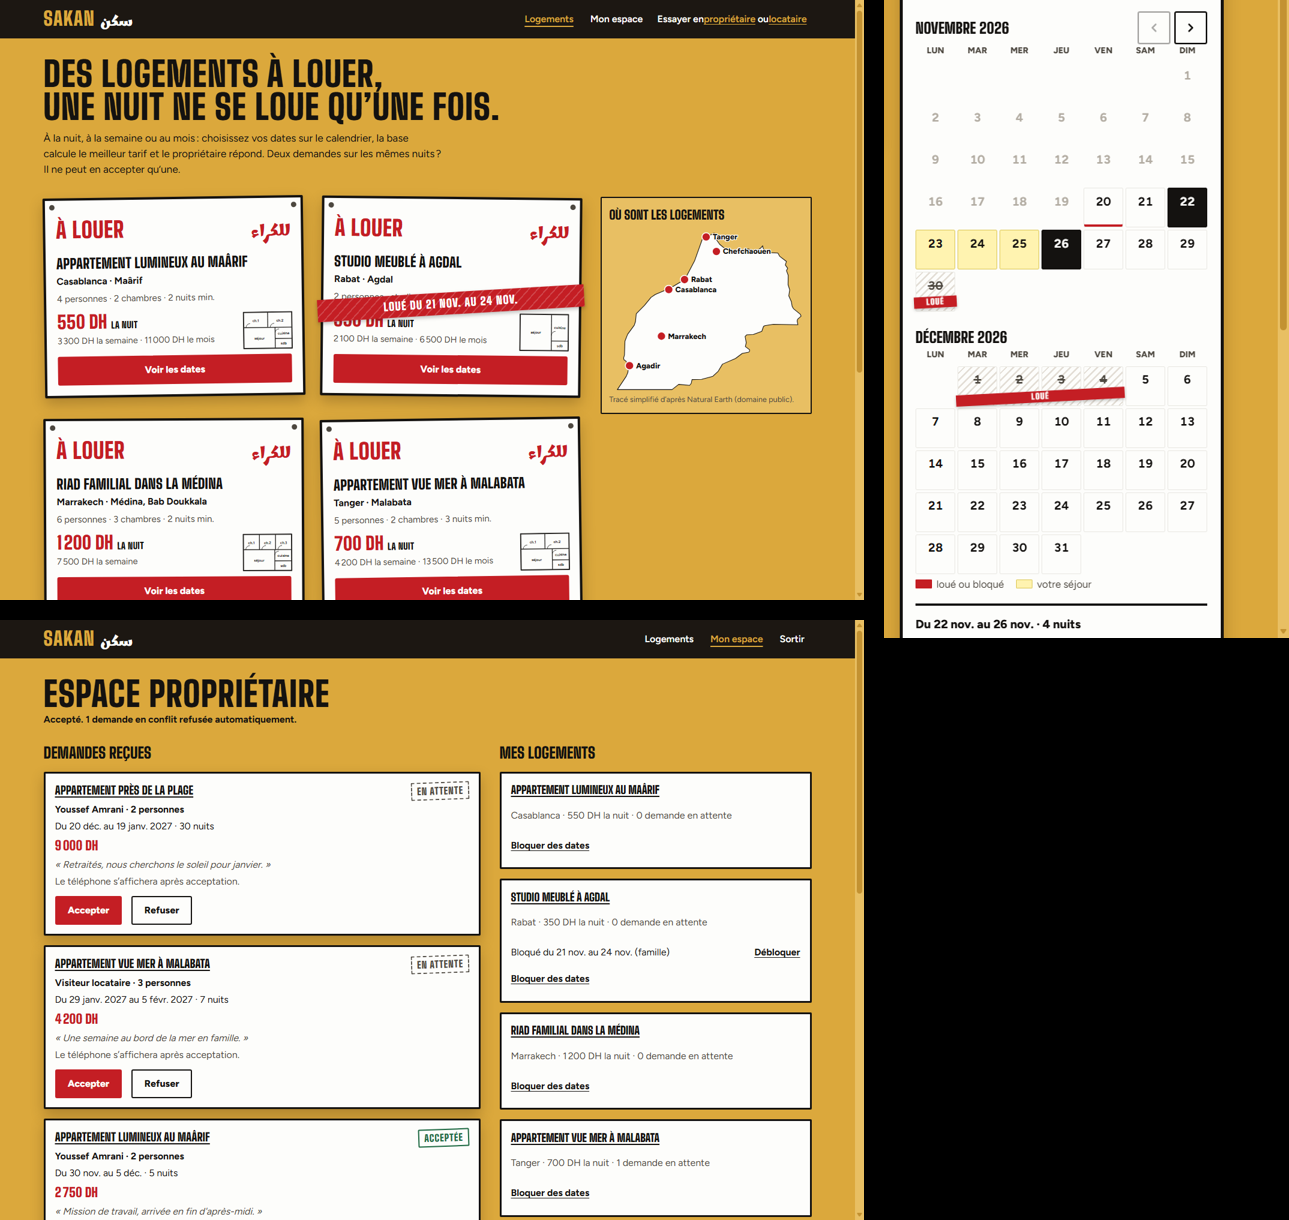 SAKAN سكن
Logements Mon espace Essayer en propriétaire ou locataire
DES LOGEMENTS À LOUER,
UNE NUIT NE SE LOUE QU’UNE FOIS.
À la nuit, à la semaine ou au mois : choisissez vos dates sur le calendrier, la base
calcule le meilleur tarif et le propriétaire répond. Deux demandes sur les mêmes nuits ?
Il ne peut en accepter qu’une.
À LOUER للكراء
APPARTEMENT LUMINEUX AU MAÂRIF
Casablanca · Maârif
4 personnes · 2 chambres · 2 nuits min.
550 DH LA NUIT
3 300 DH la semaine · 11 000 DH le mois
Voir les dates
À LOUER للكراء
STUDIO MEUBLÉ À AGDAL
Rabat · Agdal
2 personnes
LOUÉ DU 21 NOV. AU 24 NOV.
350 DH LA NUIT
2 100 DH la semaine · 6 500 DH le mois
Voir les dates
OÙ SONT LES LOGEMENTS
Tanger
Chefchaouen
Rabat
Casablanca
Marrakech
Agadir
Tracé simplifié d’après Natural Earth (domaine public).
À LOUER للكراء
RIAD FAMILIAL DANS LA MÉDINA
Marrakech · Médina, Bab Doukkala
6 personnes · 3 chambres · 2 nuits min.
1 200 DH LA NUIT
7 500 DH la semaine
Voir les dates
À LOUER للكراء
APPARTEMENT VUE MER À MALABATA
Tanger · Malabata
5 personnes · 2 chambres · 3 nuits min.
700 DH LA NUIT
4 200 DH la semaine · 13 500 DH le mois
Voir les dates
NOVEMBRE 2026
LUN MAR MER JEU VEN SAM DIM
1
2 3 4 5 6 7 8
9 10 11 12 13 14 15
16 17 18 19 20 21 22
23 24 25 26 27 28 29
30
LOUÉ
DÉCEMBRE 2026
LUN MAR MER JEU VEN SAM DIM
1 2 3 4 5 6
LOUÉ
7 8 9 10 11 12 13
14 15 16 17 18 19 20
21 22 23 24 25 26 27
28 29 30 31
loué ou bloqué votre séjour
Du 22 nov. au 26 nov. · 4 nuits
SAKAN سكن
Logements Mon espace Sortir
ESPACE PROPRIÉTAIRE
Accepté. 1 demande en conflit refusée automatiquement.
DEMANDES REÇUES
APPARTEMENT PRÈS DE LA PLAGE EN ATTENTE
Youssef Amrani · 2 personnes
Du 20 déc. au 19 janv. 2027 · 30 nuits
9 000 DH
« Retraités, nous cherchons le soleil pour janvier. »
Le téléphone s’affichera après acceptation.
Accepter Refuser
APPARTEMENT VUE MER À MALABATA EN ATTENTE
Visiteur locataire · 3 personnes
Du 29 janv. 2027 au 5 févr. 2027 · 7 nuits
4 200 DH
« Une semaine au bord de la mer en famille. »
Le téléphone s’affichera après acceptation.
Accepter Refuser
APPARTEMENT LUMINEUX AU MAÂRIF ACCEPTÉE
Youssef Amrani · 2 personnes
Du 30 nov. au 5 déc. · 5 nuits
2 750 DH
« Mission de travail, arrivée en fin d’après-midi. »
MES LOGEMENTS
APPARTEMENT LUMINEUX AU MAÂRIF
Casablanca · 550 DH la nuit · 0 demande en attente
Bloquer des dates
STUDIO MEUBLÉ À AGDAL
Rabat · 350 DH la nuit · 0 demande en attente
Bloqué du 21 nov. au 24 nov. (famille) Débloquer
Bloquer des dates
RIAD FAMILIAL DANS LA MÉDINA
Marrakech · 1 200 DH la nuit · 0 demande en attente
Bloquer des dates
APPARTEMENT VUE MER À MALABATA
Tanger · 700 DH la nuit · 1 demande en attente
Bloquer des dates